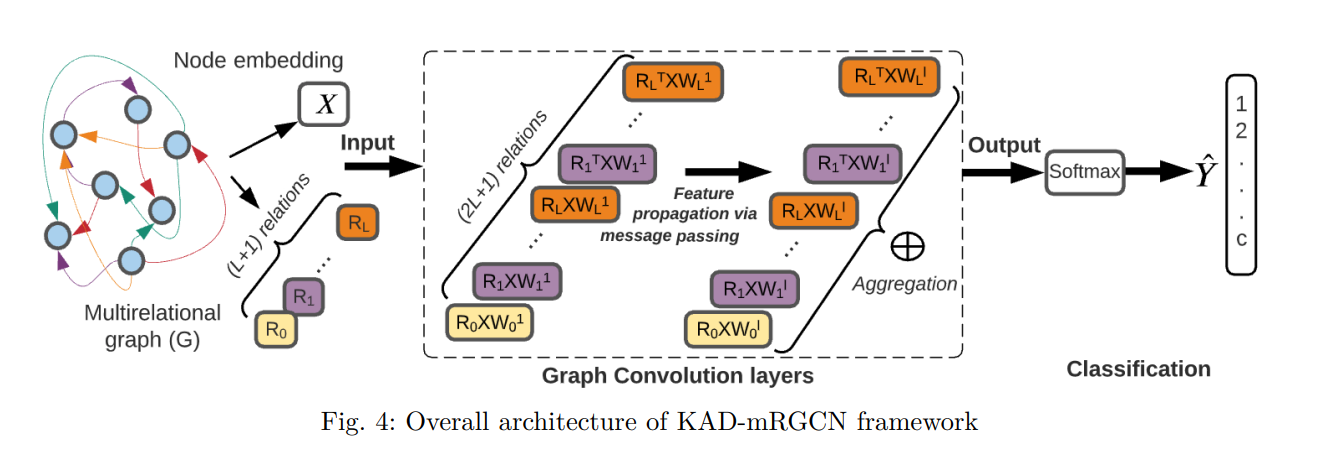 Node embedding
X
Input
(L+1) relations
R_L
...
R_1
R_0
Multirelational
graph (G)
(2L+1) relations
R_L^TXW_L^1
...
R_1^TXW_1^1
R_LXW_L^1
...
R_1XW_1^1
R_0XW_0^1
Feature
propagation via
message passing
R_L^TXW_L^l
...
R_1^TXW_1^l
R_LXW_L^l
...
R_1XW_1^l
R_0XW_0^l
⊕
Aggregation
Graph Convolution layers
Output
Softmax
Ŷ
1
2
.
.
.
c
Classification
Fig. 4: Overall architecture of KAD-mRGCN framework